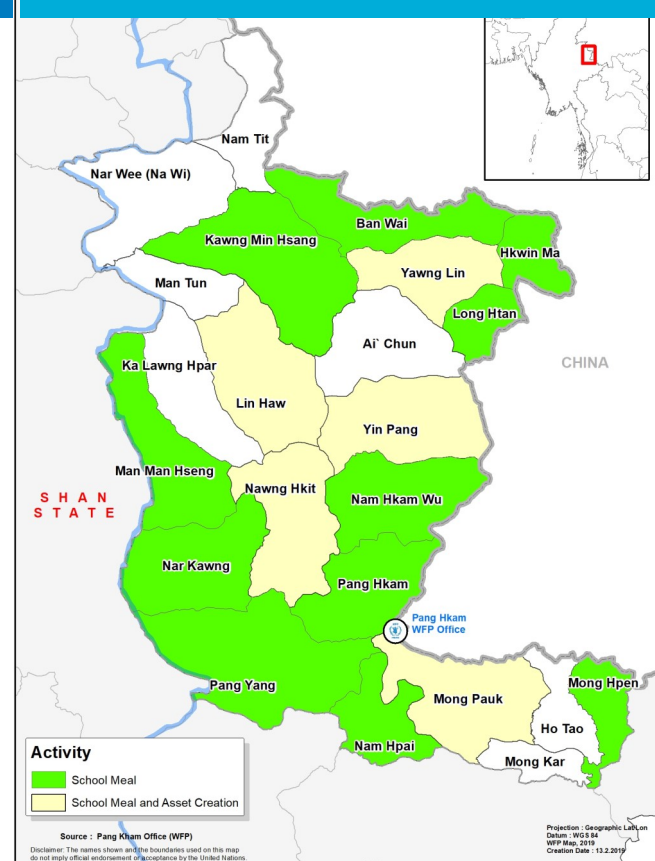 Nam Tit
Nar Wee (Na Wi)
Ban Wai
Kawng Min Hsang
Hkwin Ma
Yawng Lin
Man Tun
Long Htan
Ai` Chun
CHINA
Ka Lawng Hpar
Lin Haw
Yin Pang
Man Man Hseng
Nawng Hkit
SHAN
STATE
Nam Hkam Wu
Nar Kawng
Pang Hkam
Pang Hkam
WFP Office
Pang Yang
Mong Hpen
Mong Pauk
Ho Tao
Nam Hpai
Mong Kar
Activity
School Meal
School Meal and Asset Creation
Source : Pang Kham Office (WFP)
Disclaimer: The names shown and the boundaries used on this map
do not imply official endorsement or acceptance by the United Nations.
Projection : Geographic Lat/Lon
Datum : WGS 84
WFP Map, 2019
Creation Date : 13.2.2019